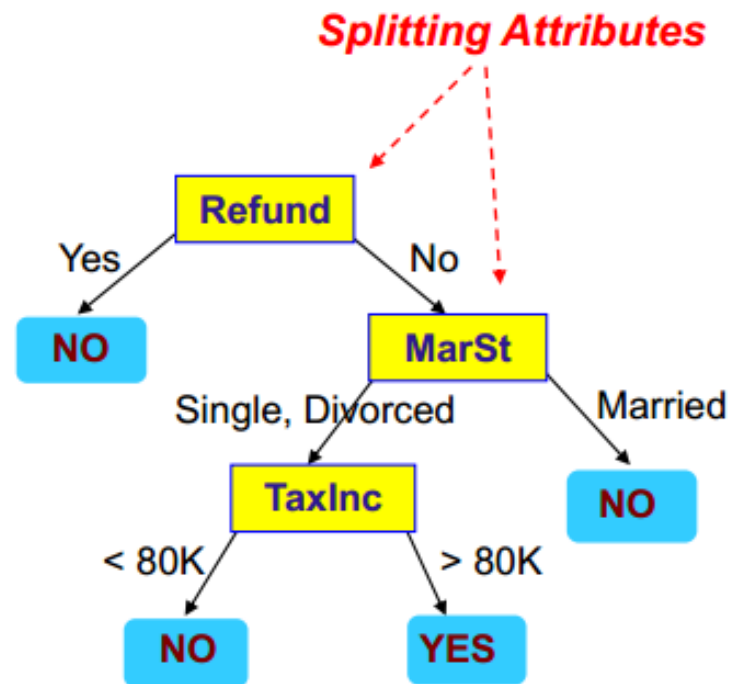 Splitting Attributes
Refund
Yes
No
NO
MarSt
Single, Divorced
Married
TaxInc
NO
< 80K
> 80K
NO
YES